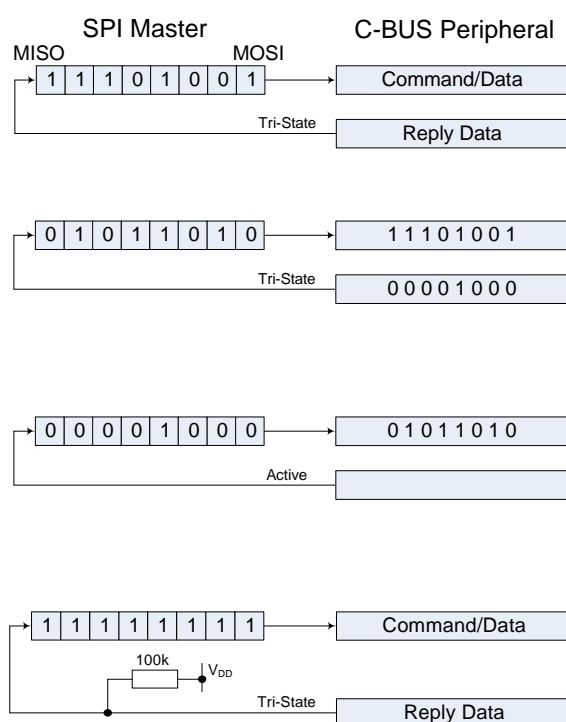 SPI Master C-BUS Peripheral
MISO MOSI
1 1 1 0 1 0 0 1 Command/Data
Tri-State Reply Data
0 1 0 1 1 0 1 0 1 1 1 0 1 0 0 1
Tri-State 0 0 0 0 1 0 0 0
0 0 0 0 1 0 0 0 0 1 0 1 1 0 1 0
Active
1 1 1 1 1 1 1 1 Command/Data
100k VDD
Tri-State Reply Data